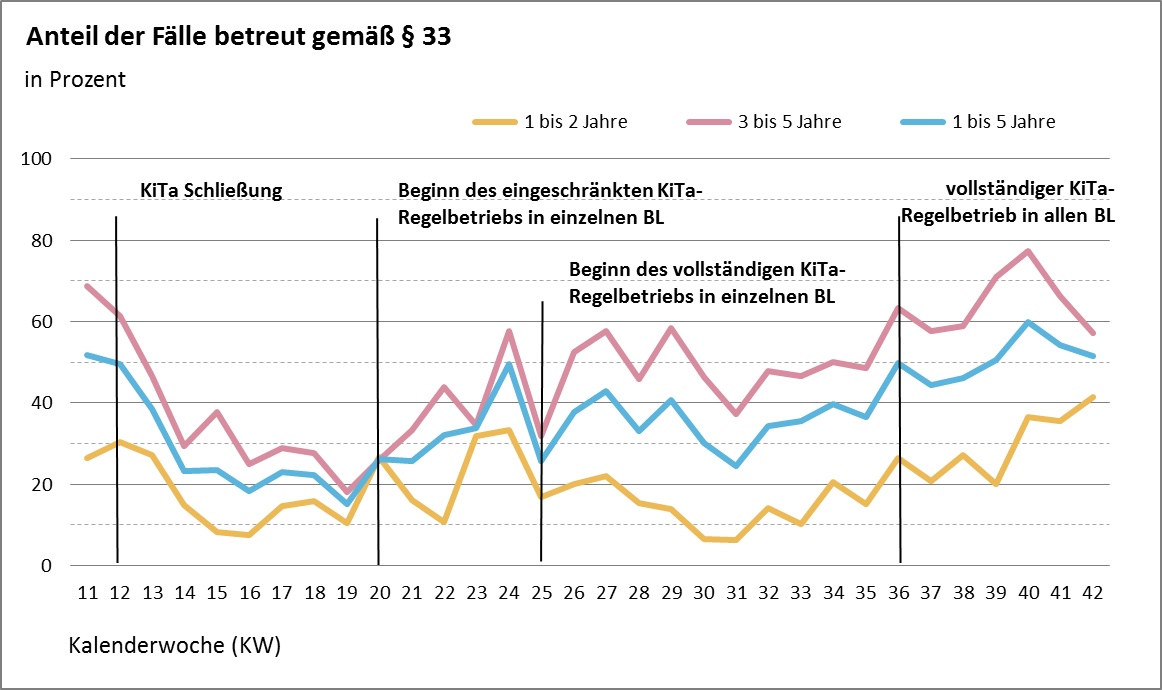 Anteil der Fälle betreut gemäß § 33
in Prozent
1 bis 2 Jahre 3 bis 5 Jahre 1 bis 5 Jahre
100
80
60
40
20
0
KiTa Schließung
Beginn des eingeschränkten KiTa-
Regelbetriebs in einzelnen BL
Beginn des vollständigen KiTa-
Regelbetriebs in einzelnen BL
vollständiger KiTa-
Regelbetrieb in allen BL
11 12 13 14 15 16 17 18 19 20 21 22 23 24 25 26 27 28 29 30 31 32 33 34 35 36 37 38 39 40 41 42
Kalenderwoche (KW)